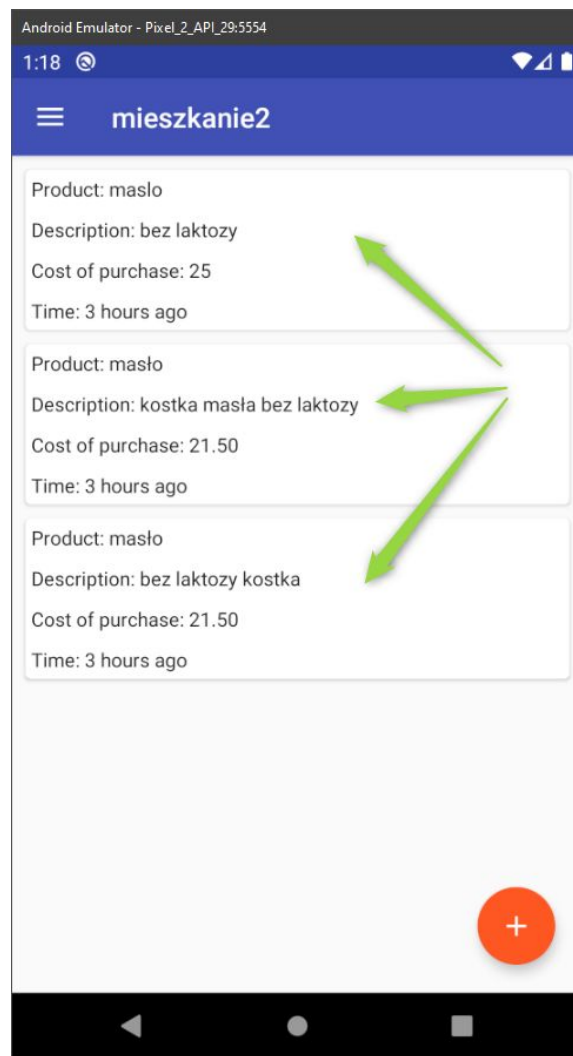 Android Emulator - Pixel_2_API_29:5554
1:18
mieszkanie2
Product: maslo
Description: bez laktozy
Cost of purchase: 25
Time: 3 hours ago
Product: masło
Description: kostka masła bez laktozy
Cost of purchase: 21.50
Time: 3 hours ago
Product: masło
Description: bez laktozy kostka
Cost of purchase: 21.50
Time: 3 hours ago
+